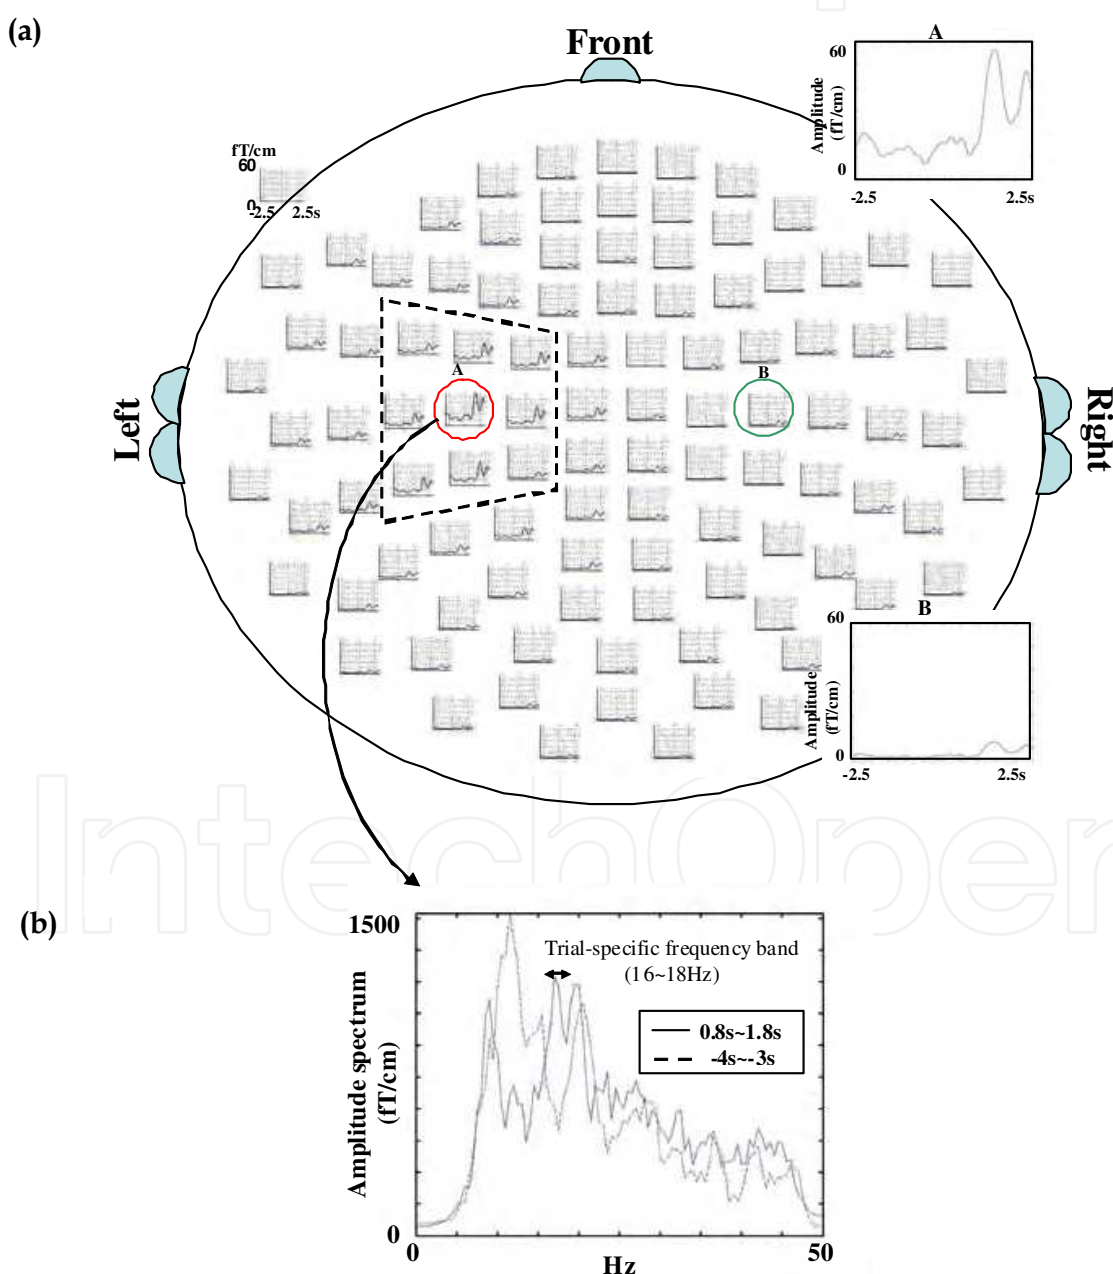 (a)
Front
A
60
Amplitude
(fT/cm)
0
-2.5
2.5s
fT/cm
60
0
-2.5
2.5s
A
B
Left
Right
B
60
Amplitude
(fT/cm)
0
-2.5
2.5s
IntechOpen
(b)
1500
Amplitude spectrum
(fT/cm)
0
Trial-specific frequency band
(16~18Hz)
0.8s~1.8s
-4s~-3s
0
Hz
50